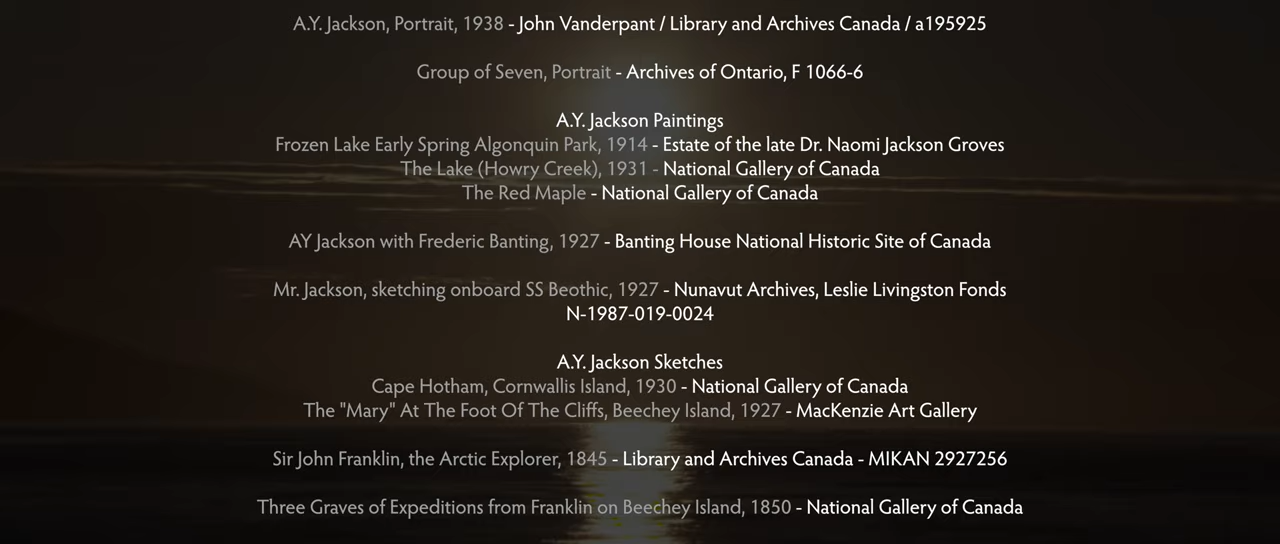 A.Y. Jackson, Portrait, 1938 - John Vanderpant / Library and Archives Canada / a195925
Group of Seven, Portrait - Archives of Ontario, F 1066-6
A.Y. Jackson Paintings
Frozen Lake Early Spring Algonquin Park, 1914 - Estate of the late Dr. Naomi Jackson Groves
The Lake (Howry Creek), 1931 - National Gallery of Canada
The Red Maple - National Gallery of Canada
AY Jackson with Frederic Banting, 1927 - Banting House National Historic Site of Canada
Mr. Jackson, sketching onboard SS Beothic, 1927 - Nunavut Archives, Leslie Livingston Fonds
N-1987-019-0024
A.Y. Jackson Sketches
Cape Hotham, Cornwallis Island, 1930 - National Gallery of Canada
The "Mary" At The Foot Of The Cliffs, Beechey Island, 1927 - MacKenzie Art Gallery
Sir John Franklin, the Arctic Explorer, 1845 - Library and Archives Canada - MIKAN 2927256
Three Graves of Expeditions from Franklin on Beechey Island, 1850 - National Gallery of Canada